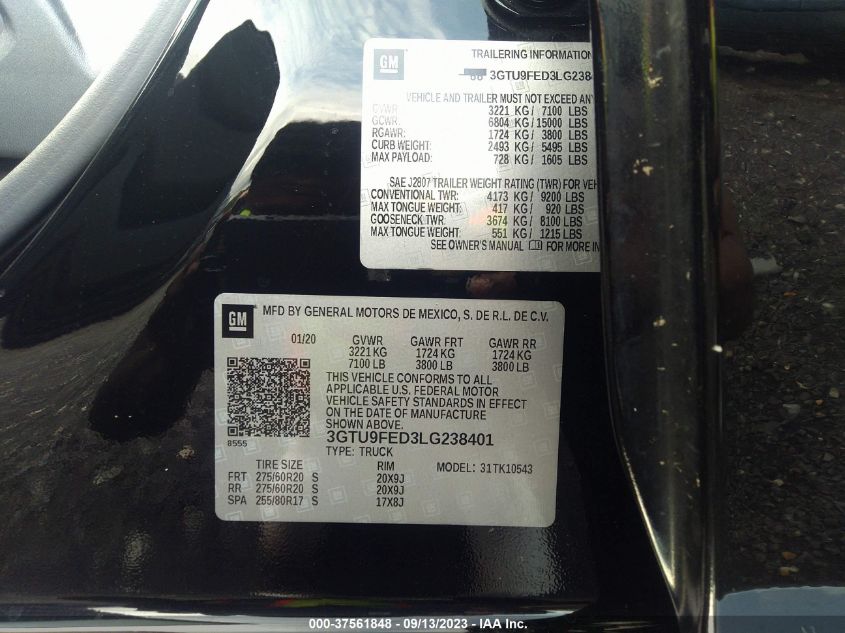 GM
TRAILERING INFORMATION
3GTU9FED3LG238
VEHICLE AND TRAILER MUST NOT EXCEED ANY
GVWR: 3221 KG/ 7100 LBS
GCWR: 6804 KG/ 15000 LBS
RGAWR: 1724 KG/ 3800 LBS
CURB WEIGHT: 2493 KG/ 5495 LBS
MAX PAYLOAD: 728 KG/ 1605 LBS
SAE J2807 TRAILER WEIGHT RATING (TWR) FOR VEH
CONVENTIONAL TWR: 4173 KG/ 9200 LBS
MAX TONGUE WEIGHT: 417 KG/ 920 LBS
GOOSENECK TWR: 3674 KG/ 8100 LBS
MAX TONGUE WEIGHT: 551 KG/ 1215 LBS
SEE OWNER'S MANUAL FOR MORE IN
GM MFD BY GENERAL MOTORS DE MEXICO, S. DE R.L. DE C.V.
01/20 GVWR GAWR FRT GAWR RR
3221 KG 1724 KG 1724 KG
7100 LB 3800 LB 3800 LB
THIS VEHICLE CONFORMS TO ALL
APPLICABLE U.S. FEDERAL MOTOR
VEHICLE SAFETY STANDARDS IN EFFECT
ON THE DATE OF MANUFACTURE
SHOWN ABOVE.
3GTU9FED3LG238401
8555
TYPE: TRUCK
TIRE SIZE RIM MODEL: 31TK10543
FRT 275/60R20 S 20X9J
RR 275/60R20 S 20X9J
SPA 255/80R17 S 17X8J
000-37561848 - 09/13/2023 - © IAA Inc.